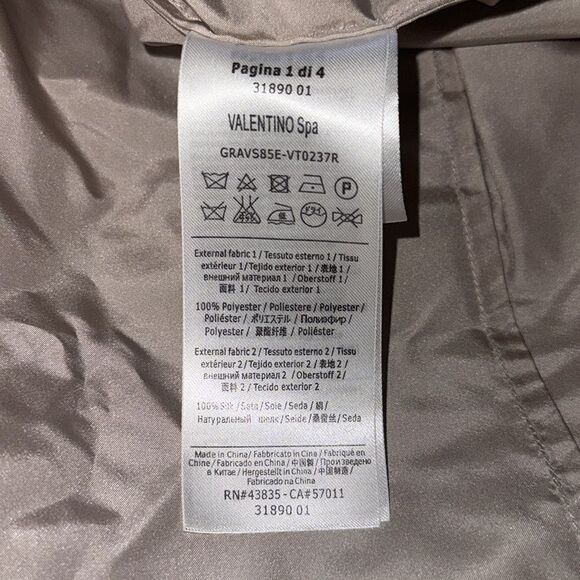 Pagina 1 di 4
31890 01
VALENTINO Spa
GRAVS85E-VT0237R
P
ドライ
External fabric 1 / Tessuto esterno 1 / Tissu
extérieur 1 / Tejido exterior 1 / 表地 1 /
внешний материал 1 / Oberstoff 1 /
面料 1/ Tecido exterior 1
100% Polyester / Poliestere / Polyester /
Poliéster / ポリエステル / Полиэфир /
Polyester / 聚酯纤维 / Poliéster
External fabric 2 / Tessuto esterno 2 / Tissu
extérieur 2 / Tejido exterior 2 / 表地 2 /
внешний материал 2 / Oberstoff 2 /
面料 2 / Tecido exterior 2
100% Silk / Seta / Soie / Seda / 絹 /
Натуральный шелк / Seide / 桑蚕丝 / Seda
Made in China/ Fabbricato in Cina / Fabriqué en
Chine / Fabricado en China / 中国製 / Произведено
в Китае / Hergestellt in China / 中国制造 /
Fabricado na China
RN#43835 - CA#57011
31890 01